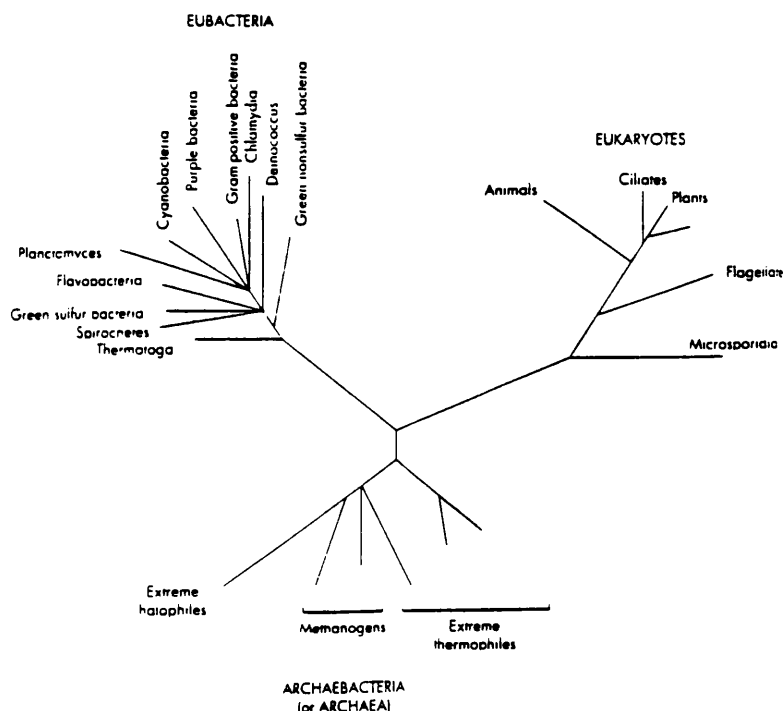 EUBACTERIA
Cyanobacteria
Purple bacteria
Gram positive bacteria
Chlamydia
Deinococcus
Green nonsulfur bacteria
Planctomyces
Flavobacteria
Green sulfur bacteria
Spirochetes
Thermotoga
EUKARYOTES
Animals
Ciliates
Plants
Flagellate
Microsporidia
Extreme
halophiles
Methanogens
Extreme
thermophiles
ARCHAEBACTERIA
(or ARCHAEA)